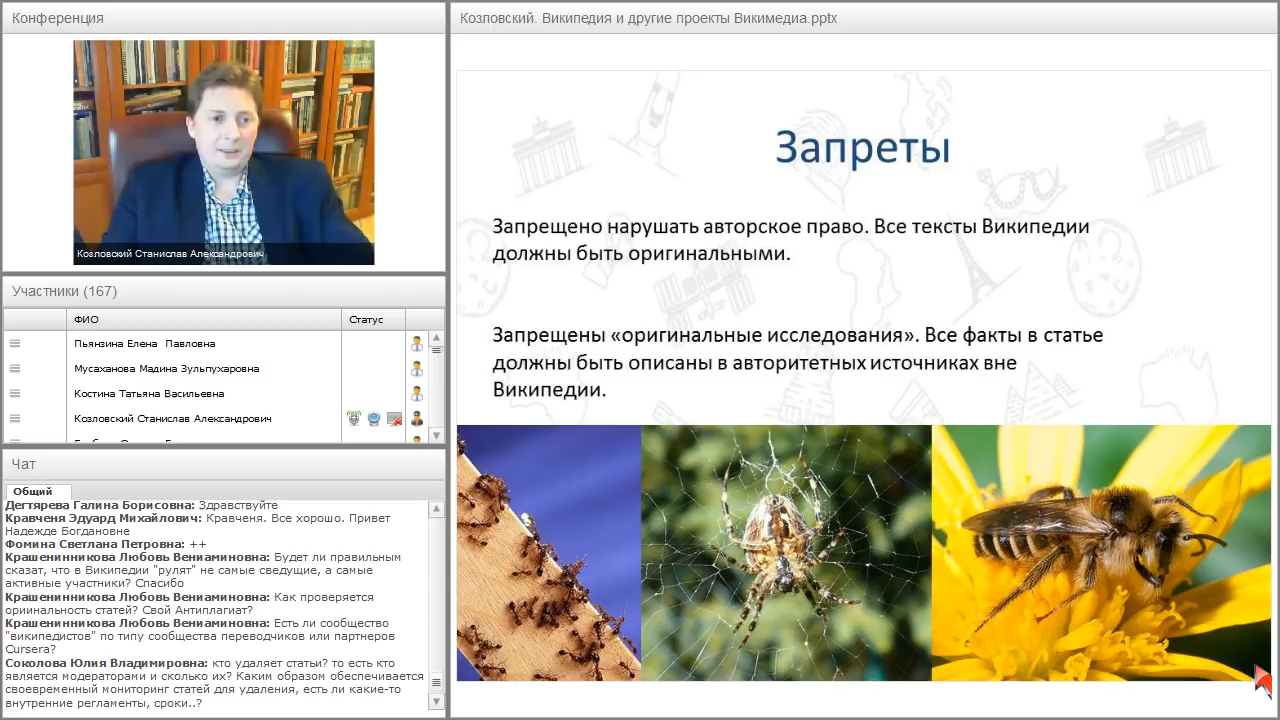 Конференция
Козловский Станислав Александрович
Участники (167)
ФИО
Статус
Пьянзина Елена Павловна
Мусаханова Мадина Зульпухаровна
Костина Татьяна Васильевна
Козловский Станислав Александрович
Чат
Общий
Дегтярева Галина Борисовна: Здравствуйте
Кравченя Эдуард Михайлович: Кравченя. Все хорошо. Привет
Надежде Богдановне
Фомина Светлана Петровна: ++
Крашенинникова Любовь Вениаминовна: Будет ли правильным
сказат, что в Википедии "рулят" не самые сведущие, а самые
активные участники? Спасибо
Крашенинникова Любовь Вениаминовна: Как проверяется
ориинальность статей? Свой Антиплагиат?
Крашенинникова Любовь Вениаминовна: Есть ли сообщество
"википедистов" по типу сообщества переводчиков или партнеров
Cursera?
Соколова Юлия Владимировна: кто удаляет статьи? то есть кто
является модераторами и сколько их? Каким образом обеспечивается
своевременный мониторинг статей для удаления, есть ли какие-то
внутренние регламенты, сроки..?
Козловский. Википедия и другие проекты Викимедиа.pptx
Запреты
Запрещено нарушать авторское право. Все тексты Википедии
должны быть оригинальными.
Запрещены «оригинальные исследования». Все факты в статье
должны быть описаны в авторитетных источниках вне
Википедии.